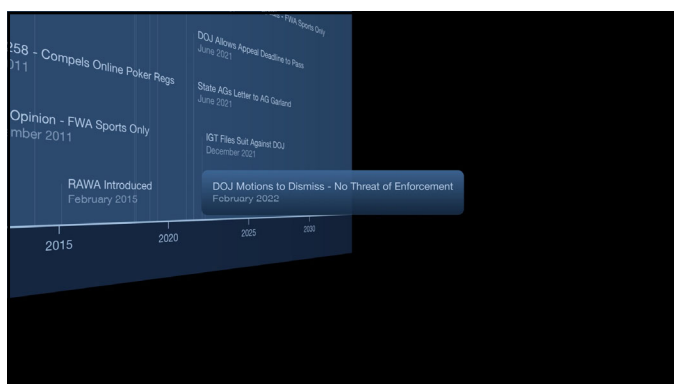 - FWA Sports Only
DOJ Allows Appeal Deadline to Pass
June 2021
258 - Compels Online Poker Regs
011
State AGs Letter to AG Garland
June 2021
Opinion - FWA Sports Only
mber 2011
IGT Files Suit Against DOJ
December 2021
RAWA Introduced
February 2015
DOJ Motions to Dismiss - No Threat of Enforcement
February 2022
2015
2020
2025
2030